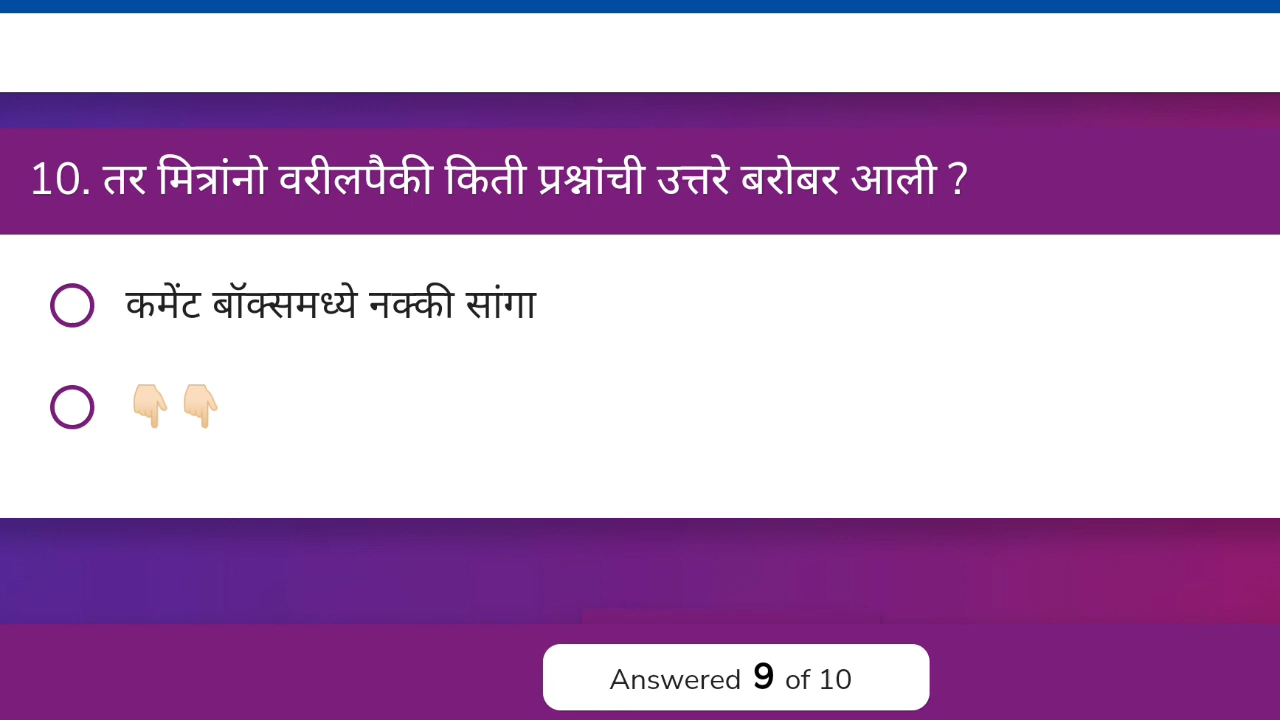 10. तर मित्रांनो वरीलपैकी किती प्रश्नांची उत्तरे बरोबर आली ?
कमेंट बॉक्समध्ये नक्की सांगा
👇🏻👇🏻
Answered 9 of 10